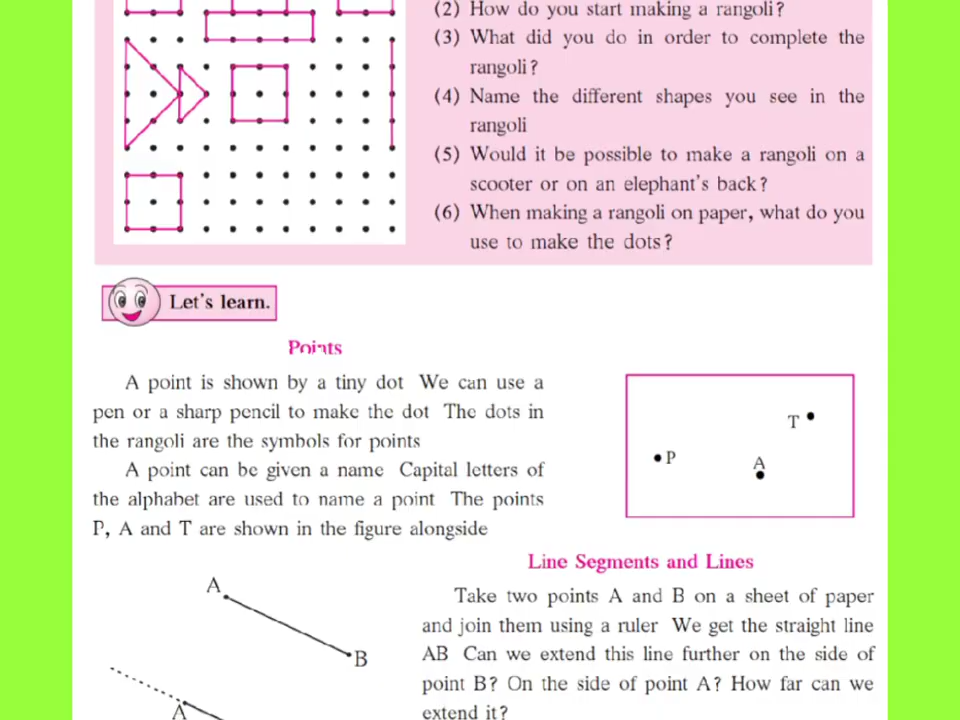 (2) How do you start making a rangoli?
(3) What did you do in order to complete the
rangoli?
(4) Name the different shapes you see in the
rangoli
(5) Would it be possible to make a rangoli on a
scooter or on an elephant's back?
(6) When making a rangoli on paper, what do you
use to make the dots?
Let's learn.
Points
A point is shown by a tiny dot We can use a
pen or a sharp pencil to make the dot The dots in
the rangoli are the symbols for points
A point can be given a name Capital letters of
the alphabet are used to name a point The points
P, A and T are shown in the figure alongside
T
P
A
Line Segments and Lines
A
B
Take two points A and B on a sheet of paper
and join them using a ruler We get the straight line
AB Can we extend this line further on the side of
point B? On the side of point A? How far can we
extend it?
A